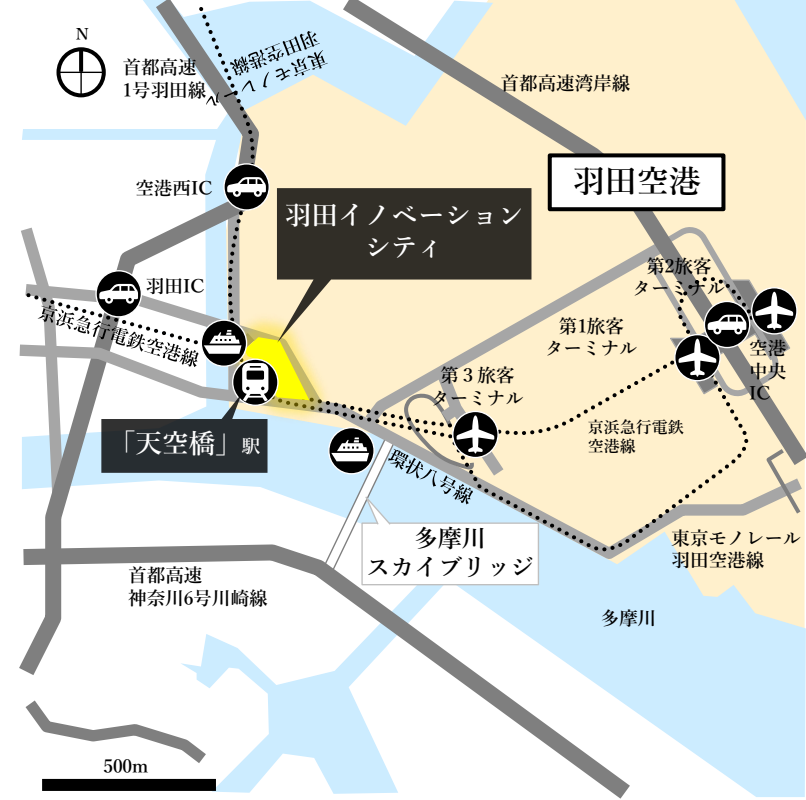 N
首都高速
1号羽田線
東京モノレール
羽田空港線
首都高速湾岸線
羽田空港
空港西IC
羽田イノベーション
シティ
羽田IC
京浜急行電鉄空港線
第2旅客
ターミナル
第1旅客
ターミナル
空港
中央
IC
第３旅客
ターミナル
京浜急行電鉄
空港線
「天空橋」駅
環状八号線
多摩川
スカイブリッジ
東京モノレール
羽田空港線
首都高速
神奈川6号川崎線
多摩川
500m